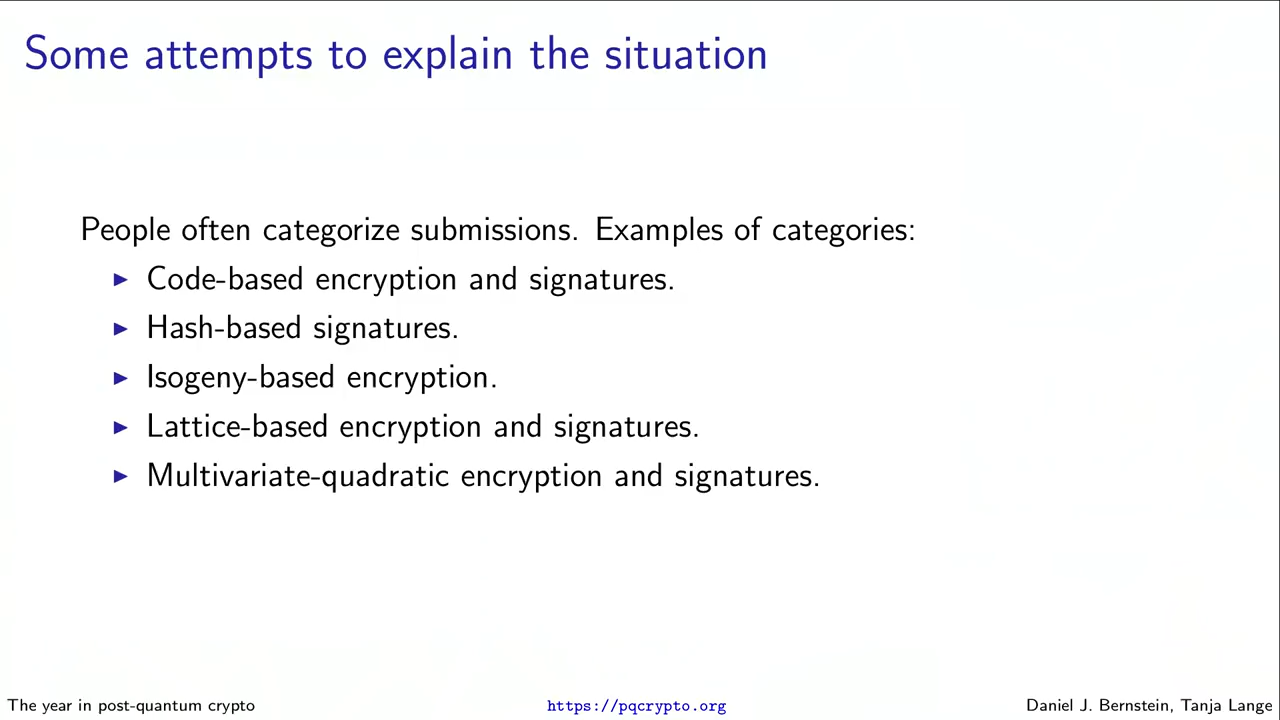 Some attempts to explain the situation
People often categorize submissions. Examples of categories:
▶ Code-based encryption and signatures.
▶ Hash-based signatures.
▶ Isogeny-based encryption.
▶ Lattice-based encryption and signatures.
▶ Multivariate-quadratic encryption and signatures.
The year in post-quantum crypto https://pqcrypto.org Daniel J. Bernstein, Tanja Lange